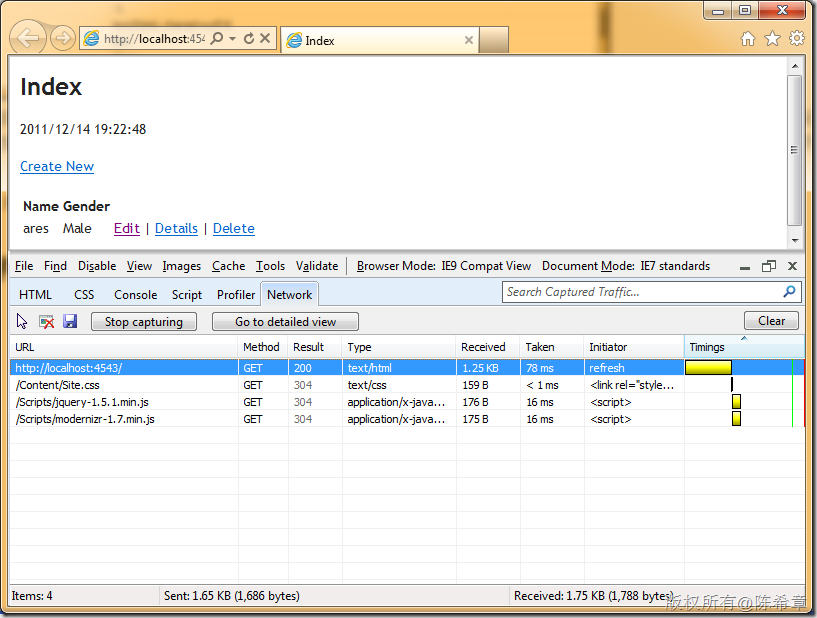 http://localhost:454
Index
Index
2011/12/14 19:22:48
Create New
Name Gender
ares Male Edit | Details | Delete
File Find Disable View Images Cache Tools Validate Browser Mode: IE9 Compat View Document Mode: IE7 standards
HTML CSS Console Script Profiler Network Search Captured Traffic...
Stop capturing Go to detailed view Clear
URL Method Result Type Received Taken Initiator Timings
http://localhost:4543/ GET 200 text/html 1.25 KB 78 ms refresh
/Content/Site.css GET 304 text/css 159 B < 1 ms <link rel="style...
/Scripts/jquery-1.5.1.min.js GET 304 application/x-java... 176 B 16 ms <script>
/Scripts/modernizr-1.7.min.js GET 304 application/x-java... 175 B 16 ms <script>
Items: 4 Sent: 1.65 KB (1,686 bytes) Received: 1.75 KB (1,788 bytes)
版权所有@陈希章